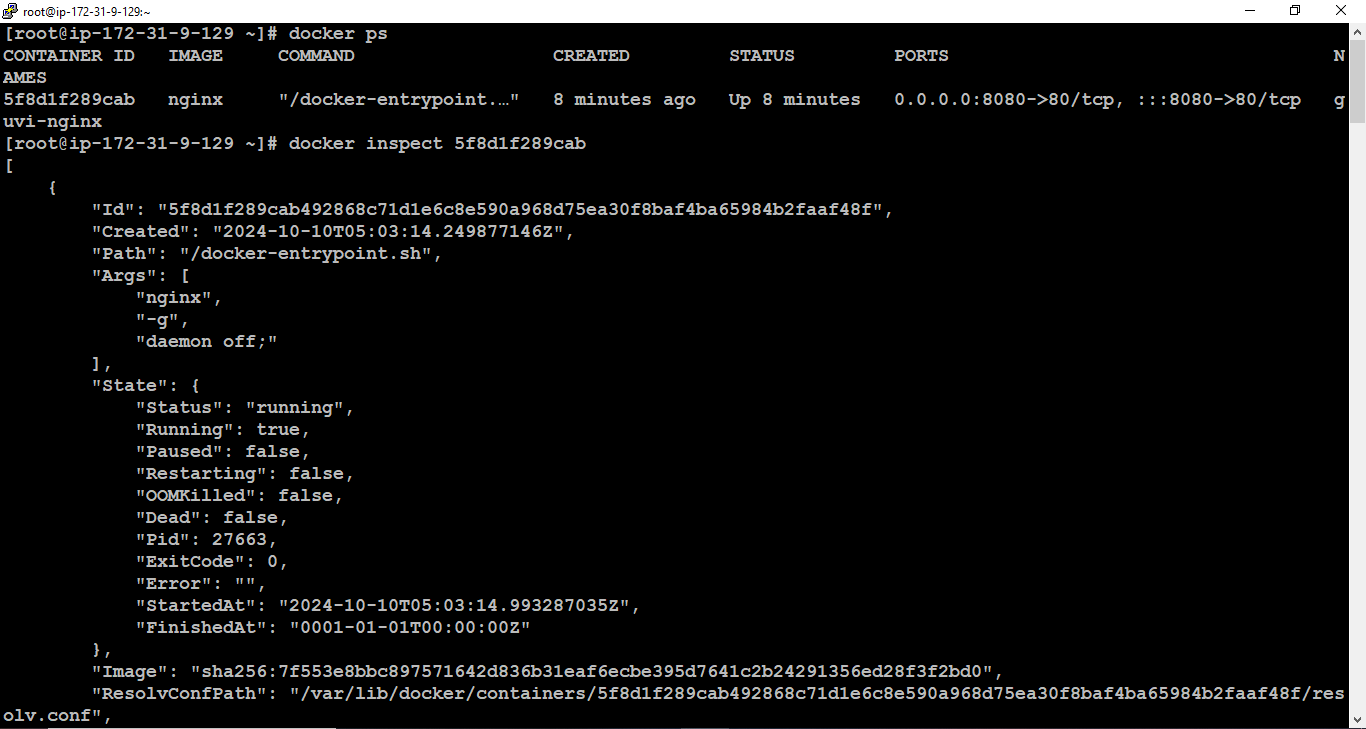 root@ip-172-31-9-129:~
[root@ip-172-31-9-129 ~]# docker ps
CONTAINER ID   IMAGE     COMMAND                  CREATED         STATUS         PORTS                                   N
AMES
5f8d1f289cab   nginx     "/docker-entrypoint.…"   8 minutes ago   Up 8 minutes   0.0.0.0:8080->80/tcp, :::8080->80/tcp   g
uvi-nginx
[root@ip-172-31-9-129 ~]# docker inspect 5f8d1f289cab
[
    {
        "Id": "5f8d1f289cab492868c71d1e6c8e590a968d75ea30f8baf4ba65984b2faaf48f",
        "Created": "2024-10-10T05:03:14.249877146Z",
        "Path": "/docker-entrypoint.sh",
        "Args": [
            "nginx",
            "-g",
            "daemon off;"
        ],
        "State": {
            "Status": "running",
            "Running": true,
            "Paused": false,
            "Restarting": false,
            "OOMKilled": false,
            "Dead": false,
            "Pid": 27663,
            "ExitCode": 0,
            "Error": "",
            "StartedAt": "2024-10-10T05:03:14.993287035Z",
            "FinishedAt": "0001-01-01T00:00:00Z"
        },
        "Image": "sha256:7f553e8bbc897571642d836b31eaf6ecbe395d7641c2b24291356ed28f3f2bd0",
        "ResolvConfPath": "/var/lib/docker/containers/5f8d1f289cab492868c71d1e6c8e590a968d75ea30f8baf4ba65984b2faaf48f/res
olv.conf",